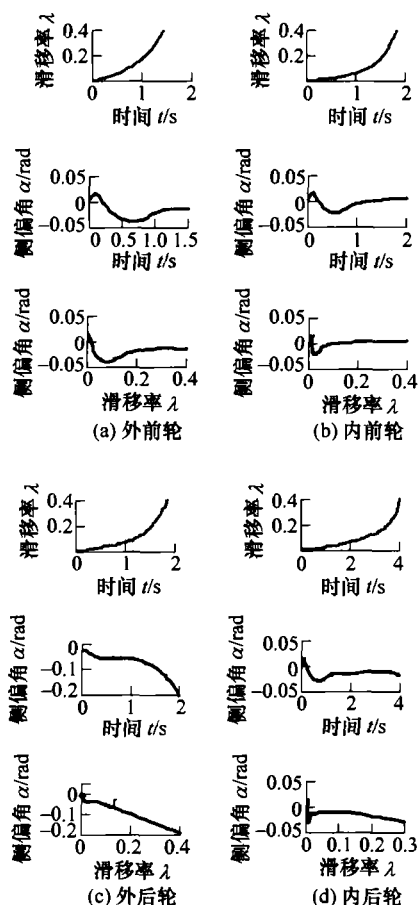 滑移率 λ
0.4
0.2
0
1
2
时间 t/s
滑移率 λ
0.4
0.2
0
1
2
时间 t/s
侧偏角 α/rad
0.05
0
−0.05
0
0.5
1.0
1.5
时间 t/s
侧偏角 α/rad
0.05
0
−0.05
0
1
2
时间 t/s
侧偏角 α/rad
0.05
0
−0.05
0
0.2
0.4
滑移率 λ
(a) 外前轮
侧偏角 α/rad
0.05
0
−0.05
0
0.2
0.4
滑移率 λ
(b) 内前轮
滑移率 λ
0.4
0.2
0
1
2
时间 t/s
滑移率 λ
0.4
0.2
0
2
4
时间 t/s
侧偏角 α/rad
0
−0.1
−0.2
0
1
2
时间 t/s
侧偏角 α/rad
0.05
0
−0.05
0
2
4
时间 t/s
侧偏角 α/rad
0
−0.1
−0.2
0
0.2
0.4
滑移率 λ
(c) 外后轮
侧偏角 α/rad
0.05
0
−0.05
0
0.1
0.2
0.3
滑移率 λ
(d) 内后轮